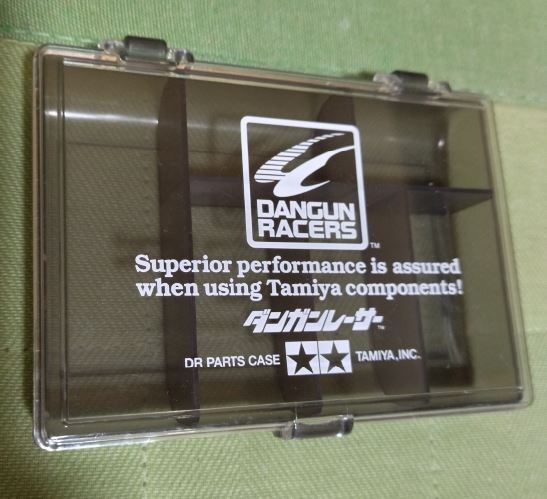 DANGUN
RACERS
TM
Superior performance is assured
when using Tamiya components!
ダンガンレーサー
TM
DR PARTS CASE TAMIYA, INC.